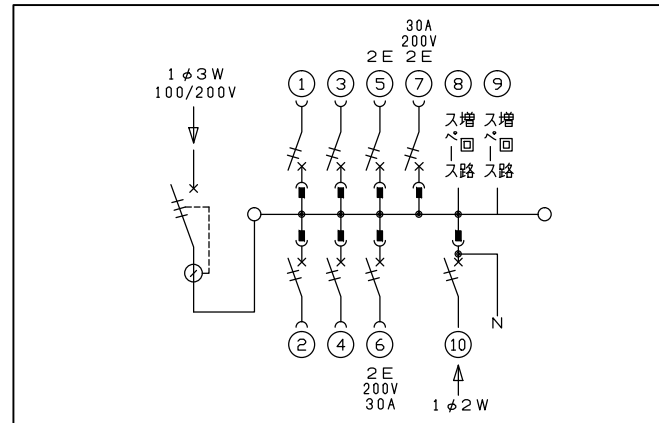 30A
200V
2E 2E
1φ3W
100/200V
① ③ ⑤ ⑦ ⑧ ⑨
増回路
スペース
増回路
スペース
N
② ④ ⑥ ⑩
2E
200V
30A
1φ2W